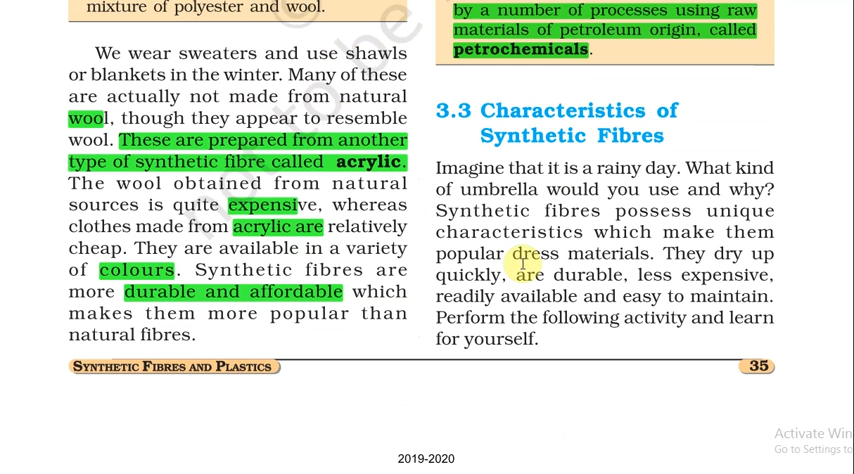 mixture of polyester and wool.
We wear sweaters and use shawls
or blankets in the winter. Many of these
are actually not made from natural
wool, though they appear to resemble
wool. These are prepared from another
type of synthetic fibre called acrylic.
The wool obtained from natural
sources is quite expensive, whereas
clothes made from acrylic are relatively
cheap. They are available in a variety
of colours. Synthetic fibres are
more durable and affordable which
makes them more popular than
natural fibres.
by a number of processes using raw
materials of petroleum origin, called
petrochemicals.
3.3 Characteristics of
Synthetic Fibres
Imagine that it is a rainy day. What kind
of umbrella would you use and why?
Synthetic fibres possess unique
characteristics which make them
popular dress materials. They dry up
quickly, are durable, less expensive,
readily available and easy to maintain.
Perform the following activity and learn
for yourself.
SYNTHETIC FIBRES AND PLASTICS
35
2019-2020
Activate Win
Go to Settings to